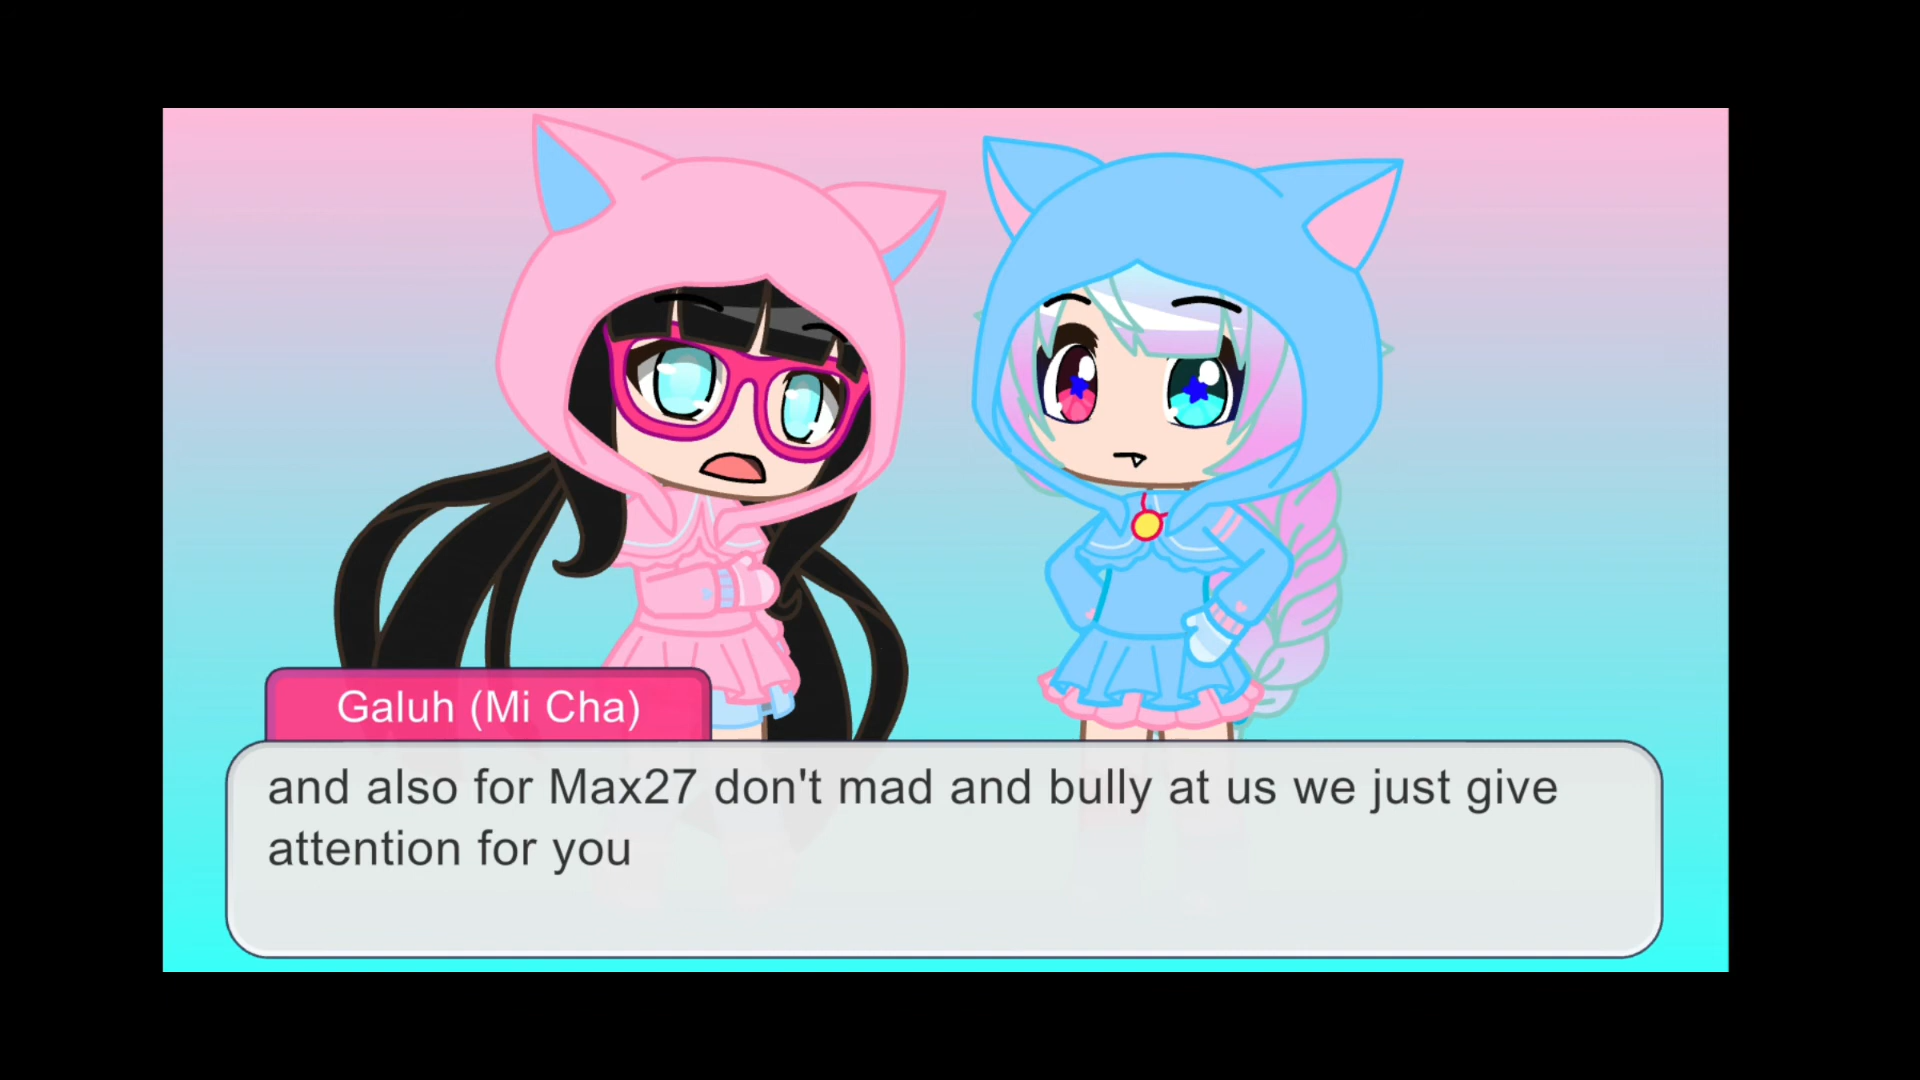 Galuh (Mi Cha)
and also for Max27 don't mad and bully at us we just give
attention for you